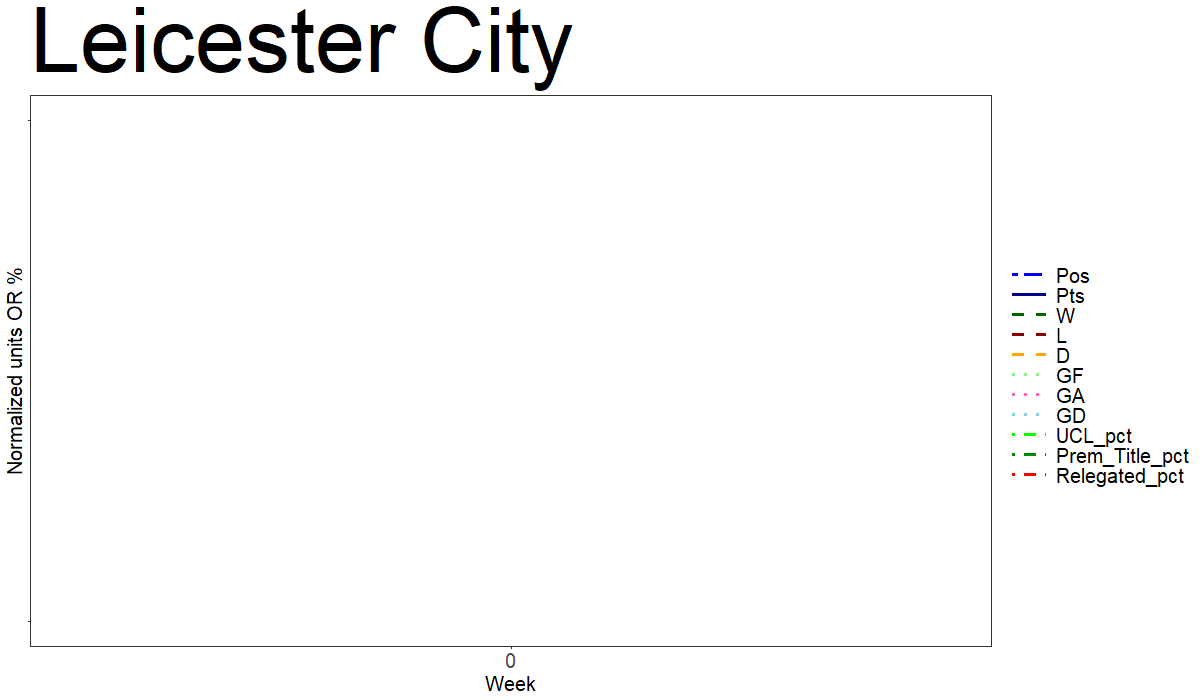 Leicester City
Normalized units OR %
0
Week
Pos
Pts
W
L
D
GF
GA
GD
UCL_pct
Prem_Title_pct
Relegated_pct